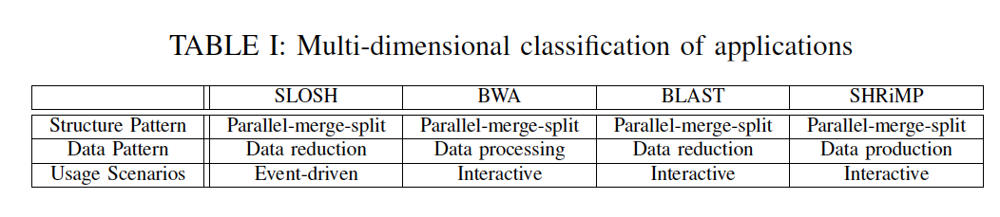 TABLE I: Multi-dimensional classification of applications
SLOSH BWA BLAST SHRiMP
Structure Pattern Parallel-merge-split Parallel-merge-split Parallel-merge-split Parallel-merge-split
Data Pattern Data reduction Data processing Data reduction Data production
Usage Scenarios Event-driven Interactive Interactive Interactive